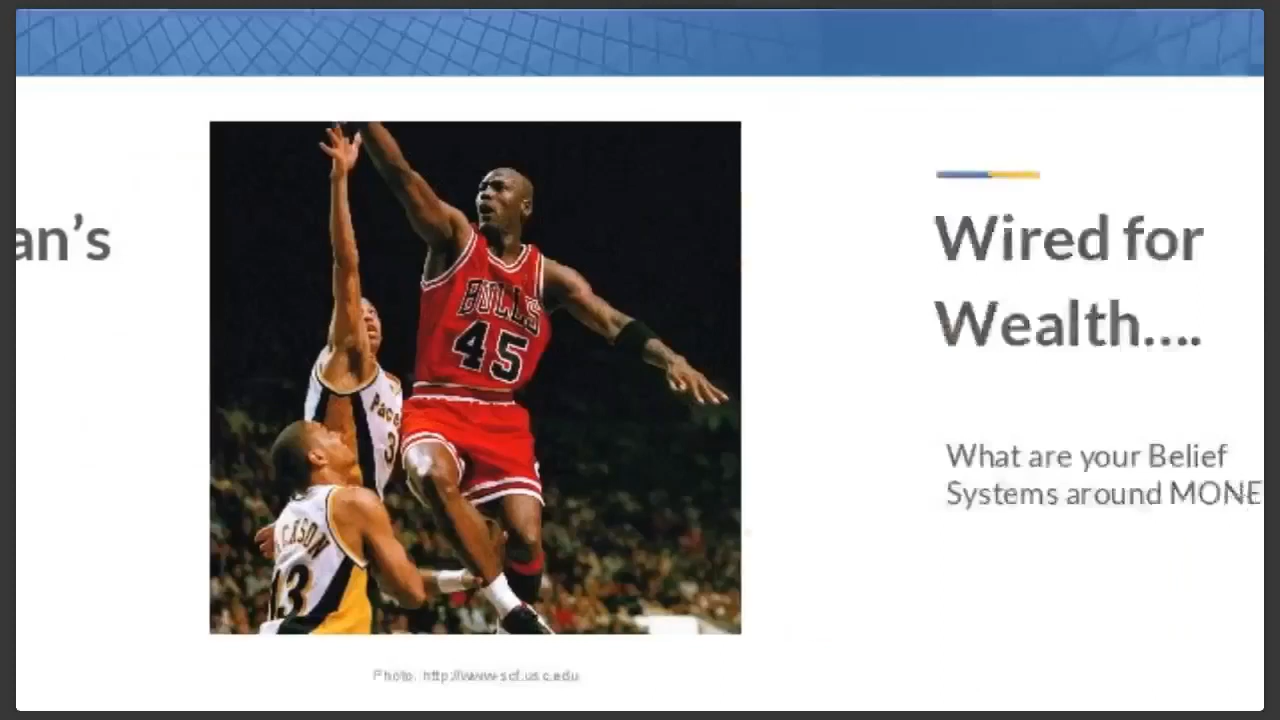 an's
Wired for
Wealth....
What are your Belief
Systems around MONE
BULLS
45
Pace
3
JACKSON
13
Photo. http://www-scf.usc.edu